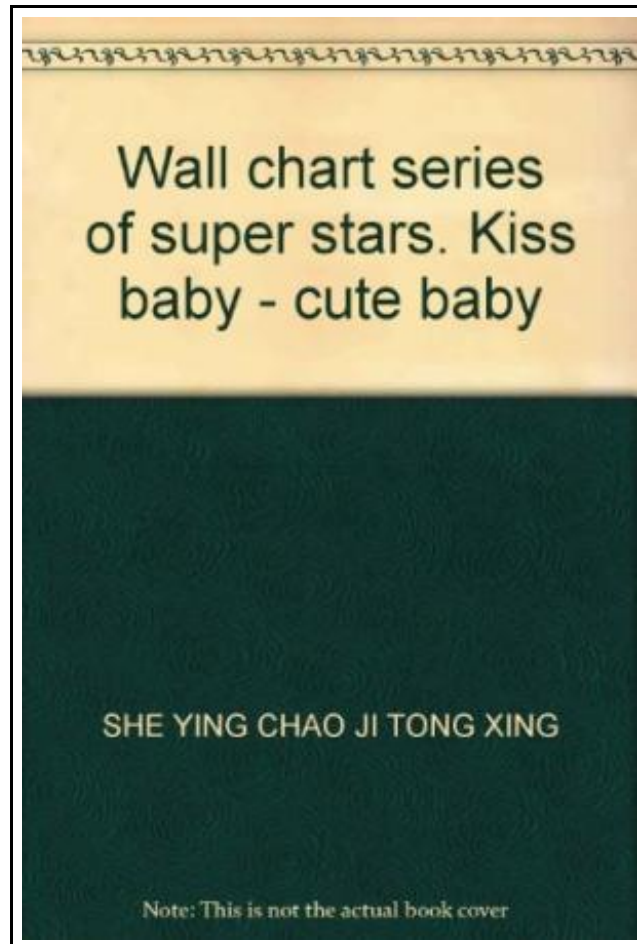 Wall chart series
of super stars. Kiss
baby - cute baby
SHE YING CHAO JI TONG XING
Note: This is not the actual book cover